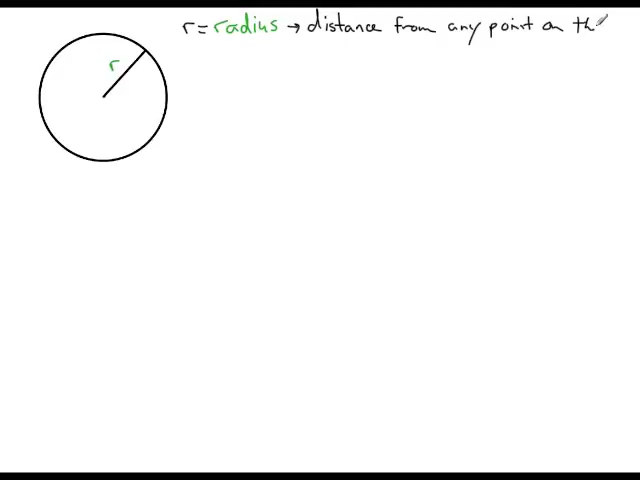 r = radius → distance from any point on th
r